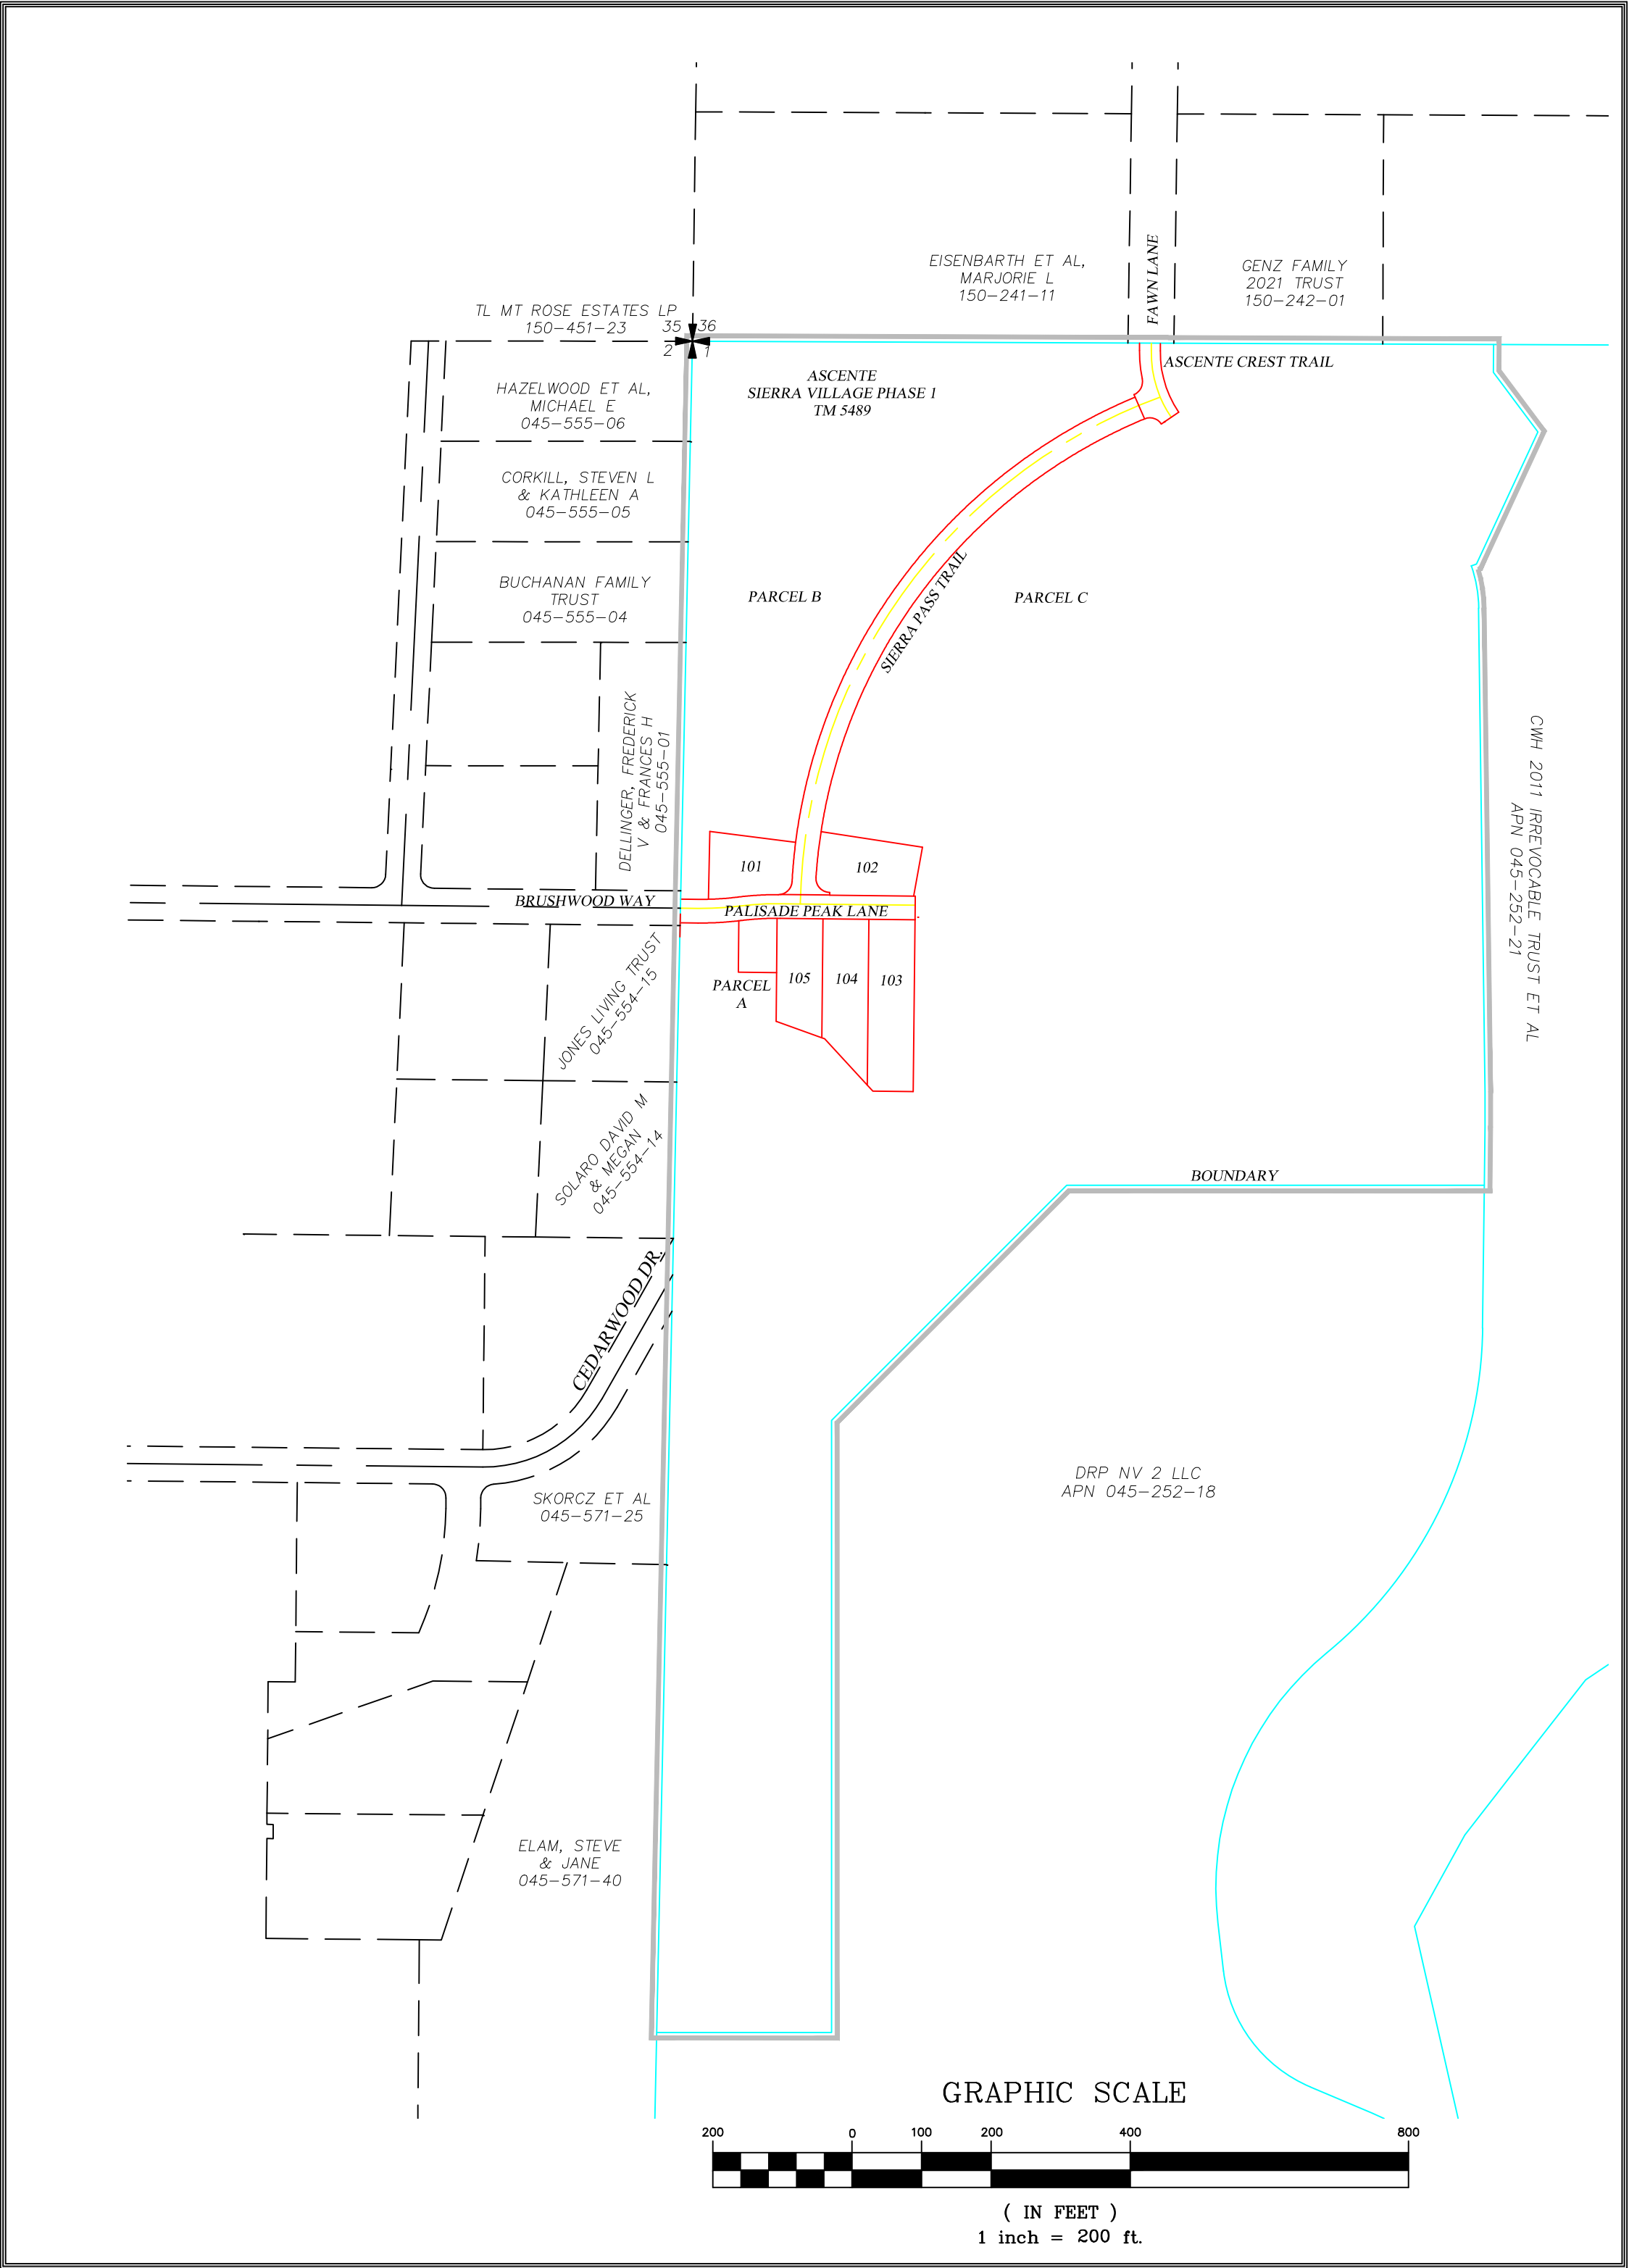 EISENBARTH ET AL,
MARJORIE L
150-241-11
FAWN LANE
GENZ FAMILY
2021 TRUST
150-242-01
TL MT ROSE ESTATES LP
150-451-23
35
36
2
1
ASCENTE CREST TRAIL
ASCENTE
SIERRA VILLAGE PHASE 1
TM 5489
HAZELWOOD ET AL,
MICHAEL E
045-555-06
CORKILL, STEVEN L
& KATHLEEN A
045-555-05
BUCHANAN FAMILY
TRUST
045-555-04
PARCEL B
SIERRA PASS TRAIL
PARCEL C
DELLINGER, FREDERICK
V & FRANCES H
045-555-01
CWH 2011 IRREVOCABLE TRUST ET AL
APN 045-252-21
101
102
BRUSHWOOD WAY
PALISADE PEAK LANE
JONES LIVING TRUST
045-554-15
PARCEL
A
105
104
103
SOLARO DAVID M
& MEGAN
045-554-14
BOUNDARY
CEDARWOOD DR.
DRP NV 2 LLC
APN 045-252-18
SKORCZ ET AL
045-571-25
ELAM, STEVE
& JANE
045-571-40
GRAPHIC SCALE
200 0 100 200 400 800
( IN FEET )
1 inch = 200 ft.